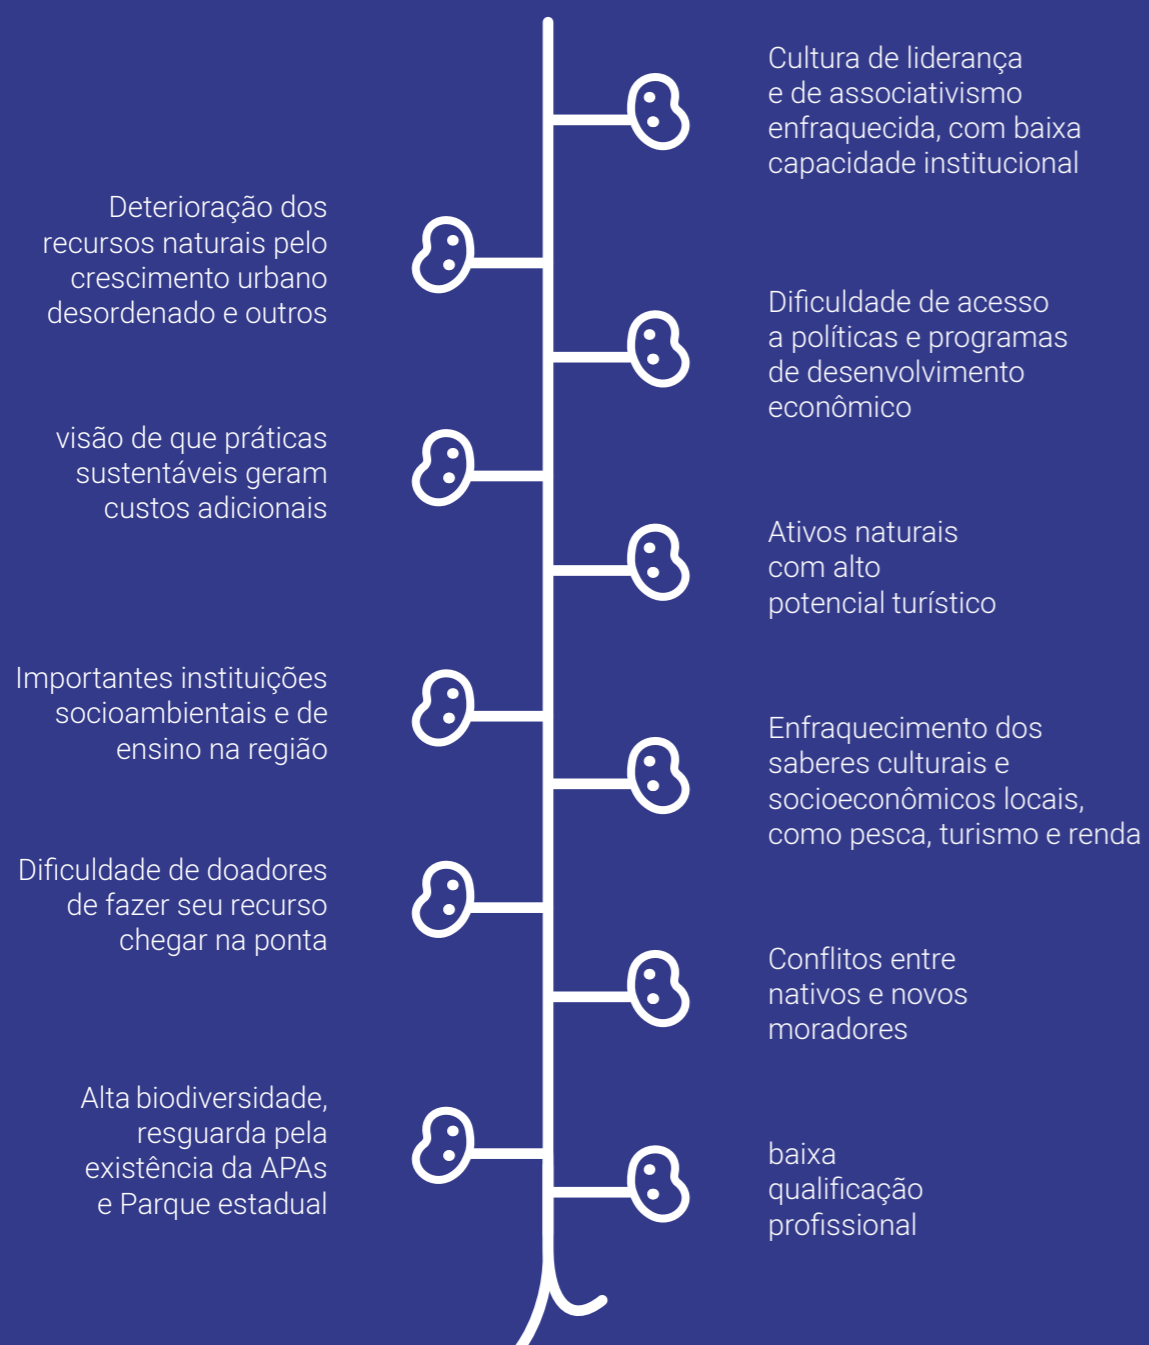 Cultura de liderança
e de associativismo
enfraquecida, com baixa
capacidade institucional
Deterioração dos
recursos naturais pelo
crescimento urbano
desordenado e outros
Dificuldade de acesso
a políticas e programas
de desenvolvimento
econômico
visão de que práticas
sustentáveis geram
custos adicionais
Ativos naturais
com alto
potencial turístico
Importantes instituições
socioambientais e de
ensino na região
Enfraquecimento dos
saberes culturais e
socioeconômicos locais,
como pesca, turismo e renda
Dificuldade de doadores
de fazer seu recurso
chegar na ponta
Conflitos entre
nativos e novos
moradores
Alta biodiversidade,
resguarda pela
existência da APAs
e Parque estadual
baixa
qualificação
profissional